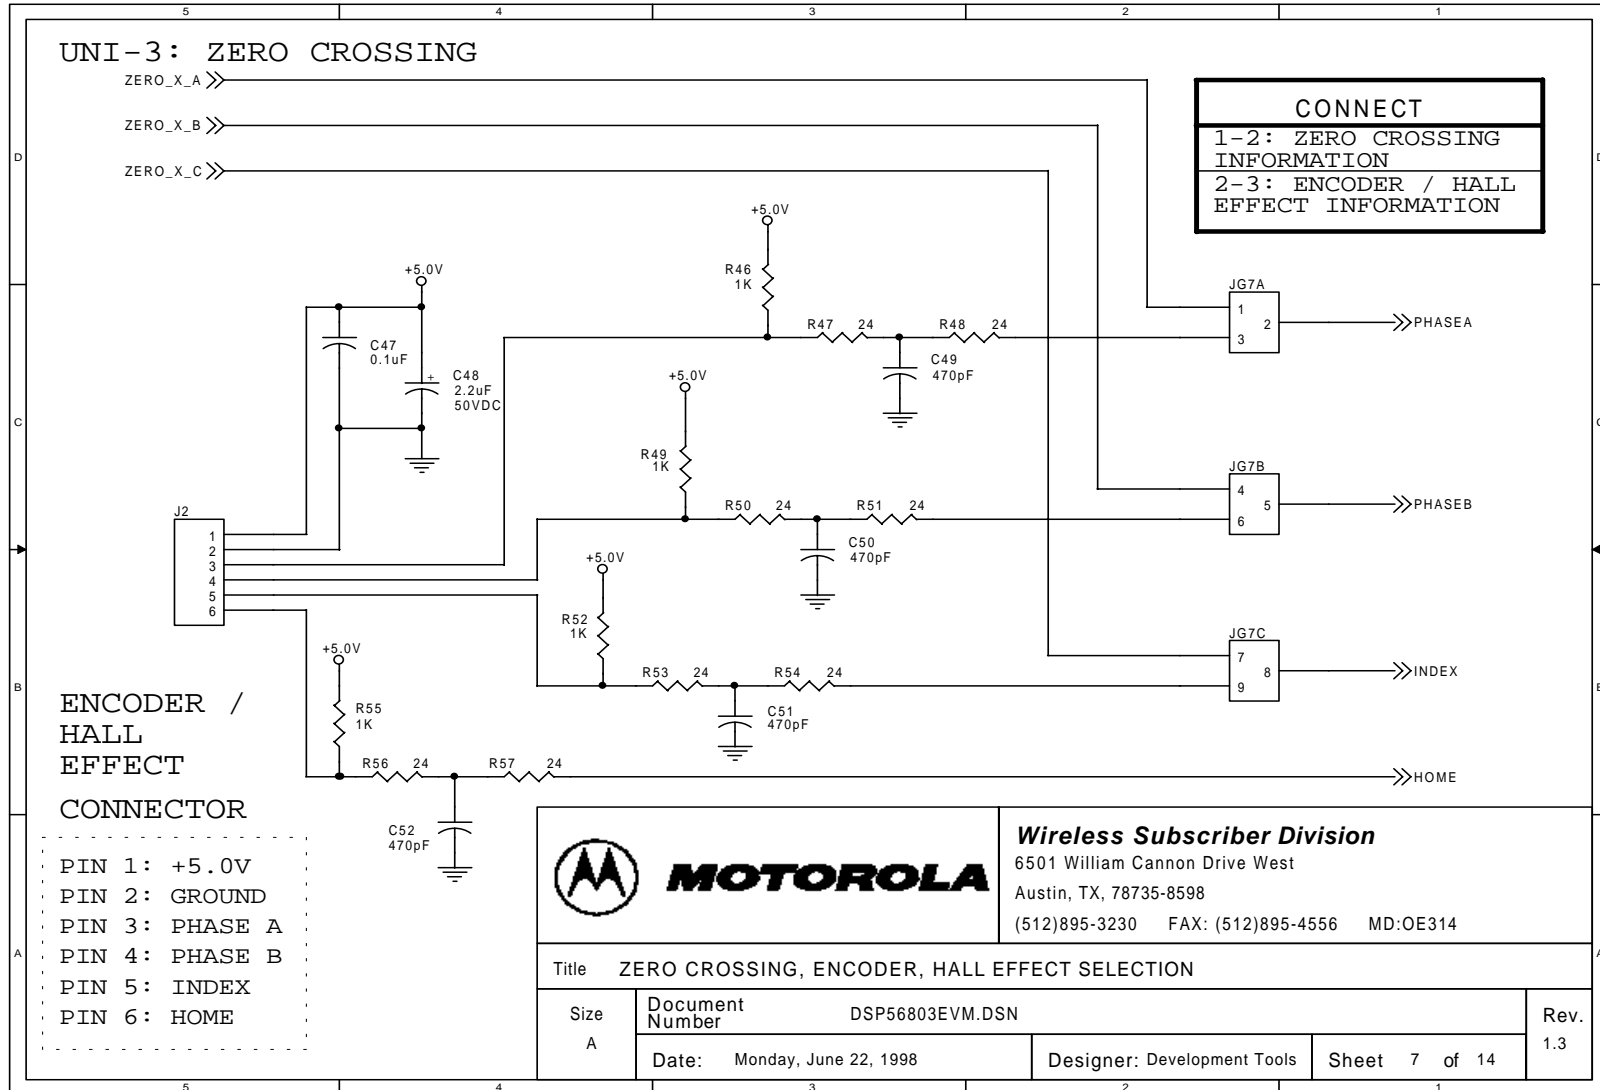 5 4 3 2 1
UNI-3: ZERO CROSSING
ZERO_X_A
ZERO_X_B
ZERO_X_C
CONNECT
1-2: ZERO CROSSING
INFORMATION
2-3: ENCODER / HALL
EFFECT INFORMATION
D
D
+5.0V
R46
1K
+5.0V
C47
0.1uF
C48
+
2.2uF
50VDC
R47 24
R48 24
C49
470pF
JG7A
1
2
3
PHASEA
+5.0V
R49
1K
C
C
R50 24
R51 24
C50
470pF
JG7B
4
5
6
PHASEB
J2
1
2
3
4
5
6
+5.0V
R52
1K
R53 24
R54 24
C51
470pF
JG7C
7
8
9
INDEX
B
B
+5.0V
R55
1K
R56 24
R57 24
HOME
C52
470pF
ENCODER /
HALL
EFFECT
CONNECTOR
PIN 1: +5.0V
PIN 2: GROUND
PIN 3: PHASE A
PIN 4: PHASE B
PIN 5: INDEX
PIN 6: HOME
A
A
MOTOROLA
Wireless Subscriber Division
6501 William Cannon Drive West
Austin, TX, 78735-8598
(512)895-3230 FAX: (512)895-4556 MD:OE314
Title ZERO CROSSING, ENCODER, HALL EFFECT SELECTION
Size
A
Document
Number
DSP56803EVM.DSN
Rev.
1.3
Date: Monday, June 22, 1998
Designer: Development Tools
Sheet 7 of 14
5 4 3 2 1